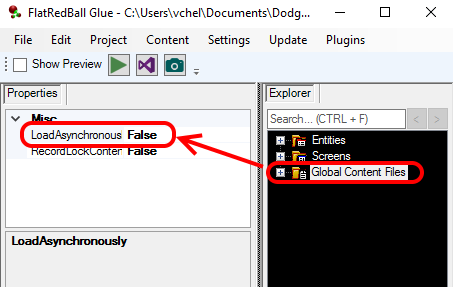 FlatRedBall Glue - C:\Users\vchel\Documents\Dodg
File Edit Project Content Settings Update Plugins
Show Preview
Properties
Misc
LoadAsynchronous False
RecordLockConten False
LoadAsynchronously
Explorer
Search... (CTRL + F) < >
Entities
Screens
Global Content Files